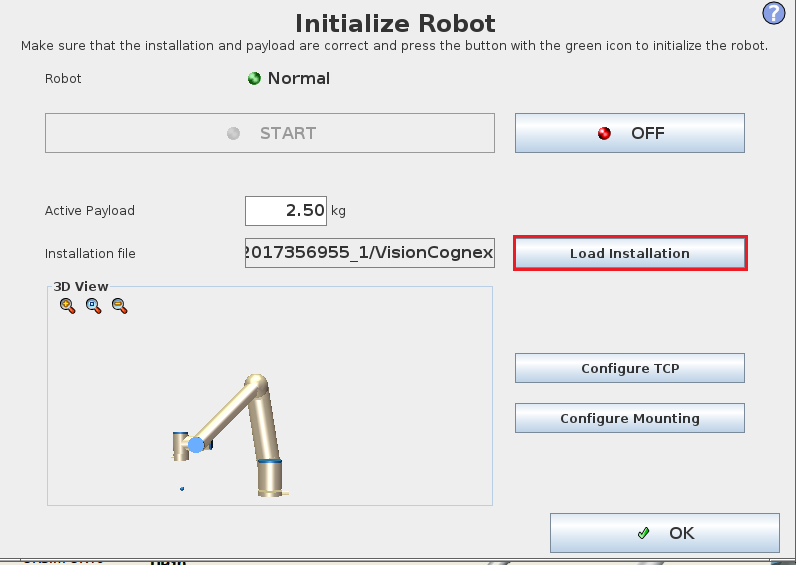 Initialize Robot
?
Make sure that the installation and payload are correct and press the button with the green icon to initialize the robot.
Robot
Normal
START
OFF
Active Payload
2.50 kg
Installation file
2017356955_1/VisionCognex
Load Installation
3D View
Configure TCP
Configure Mounting
OK